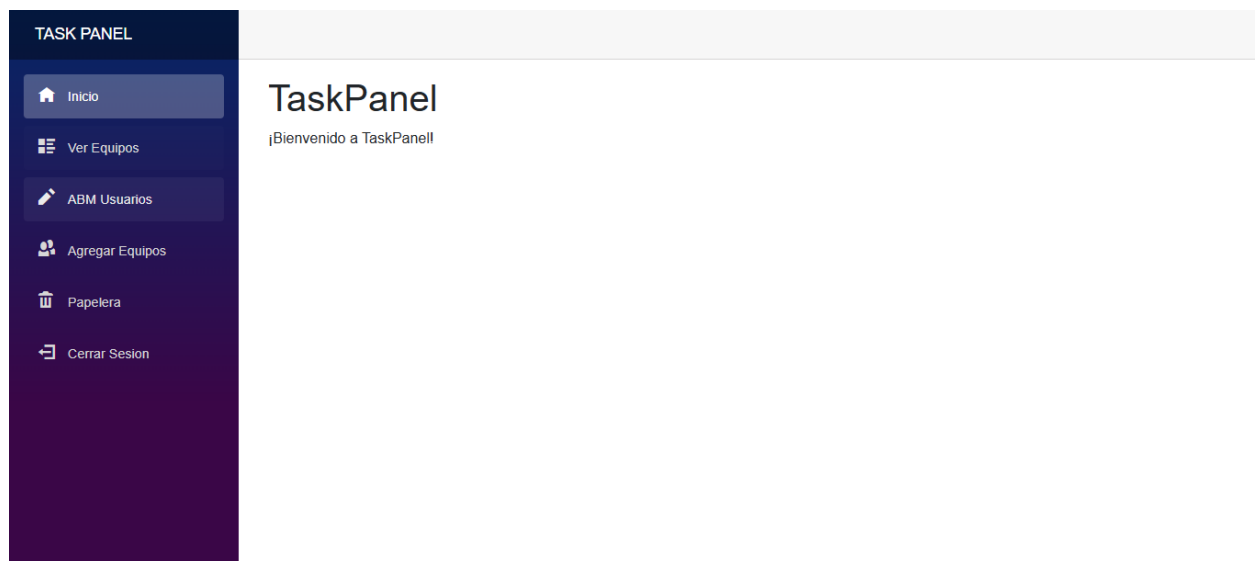 TASK PANEL
Inicio
Ver Equipos
ABM Usuarios
Agregar Equipos
Papelera
Cerrar Sesion
TaskPanel
¡Bienvenido a TaskPanel!